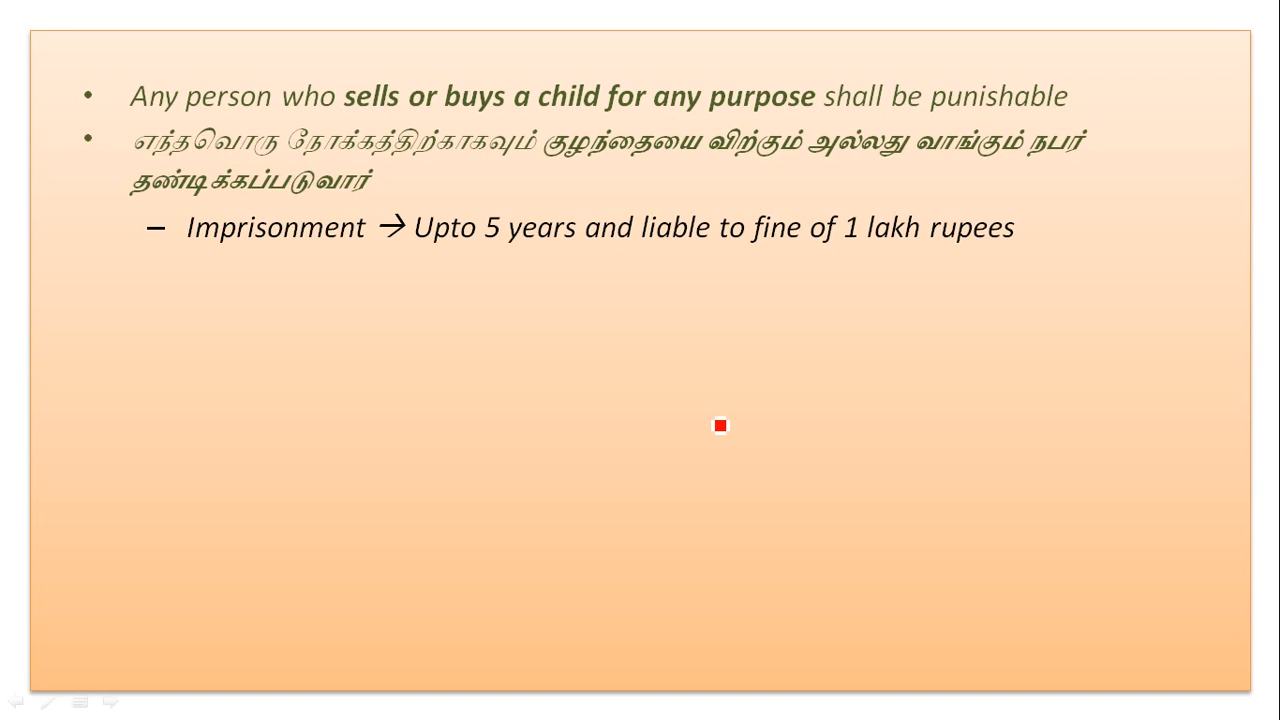 • Any person who sells or buys a child for any purpose shall be punishable
• எந்தவொரு நோக்கத்திற்காகவும் குழந்தையை விற்கும் அல்லது வாங்கும் நபர்
தண்டிக்கப்படுவார்
– Imprisonment → Upto 5 years and liable to fine of 1 lakh rupees